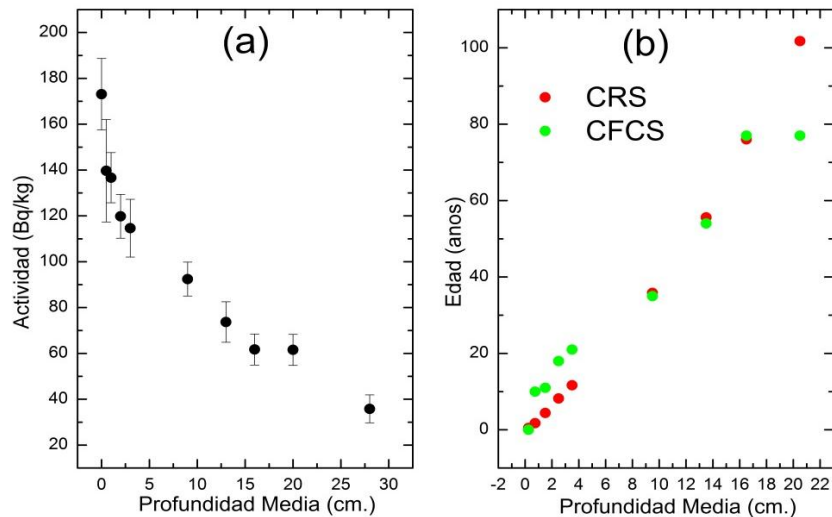 (a)
Actividad (Bq/kg)
200
180
160
140
120
100
80
60
40
20
0 5 10 15 20 25 30
Profundidad Media (cm.)
(b)
CRS
CFCS
Edad (anos)
100
80
60
40
20
0
-2 0 2 4 6 8 10 12 14 16 18 20 22
Profundidad Media (cm.)